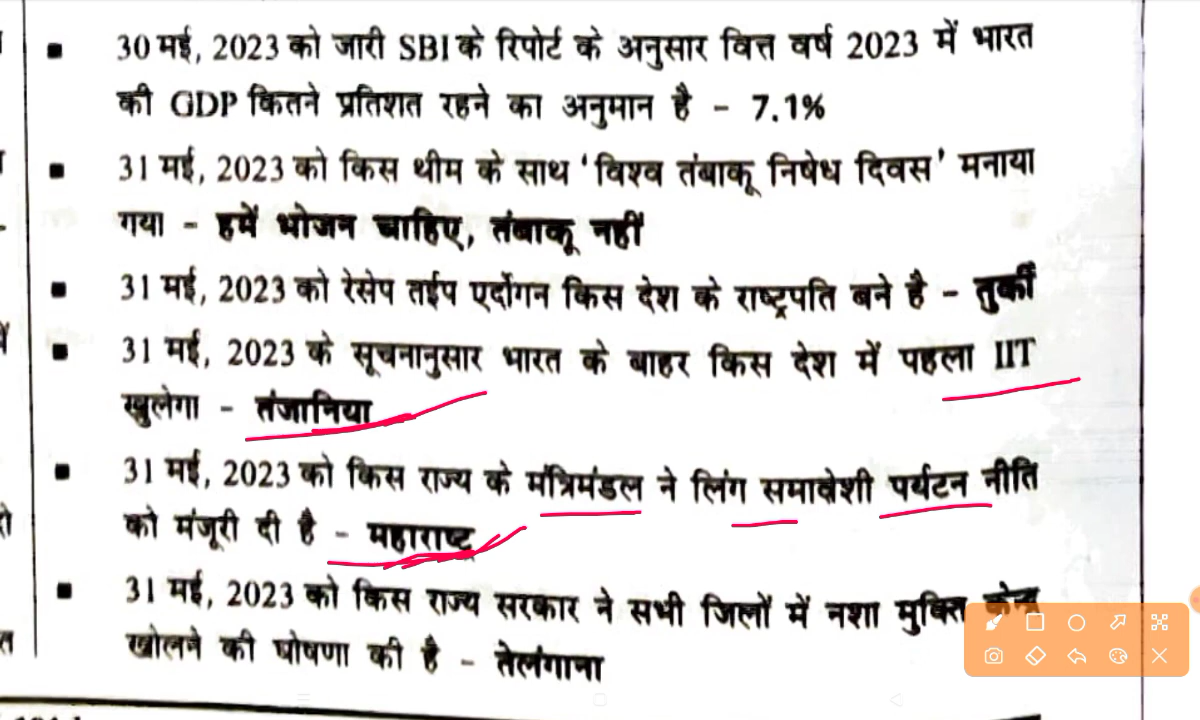 30 मई, 2023 को जारी SBI के रिपोर्ट के अनुसार वित्त वर्ष 2023 में भारत
की GDP कितने प्रतिशत रहने का अनुमान है - 7.1%
31 मई, 2023 को किस थीम के साथ ' विश्व तंबाकू निषेध दिवस ' मनाया
गया - हमें भोजन चाहिए, तंबाकू नहीं
31 मई, 2023 को रेसेप तईप एर्दोगन किस देश के राष्ट्रपति बने है - तुर्की
31 मई, 2023 के सूचनानुसार भारत के बाहर किस देश में पहला IIT
खुलेगा - तंजानिया
31 मई, 2023 को किस राज्य के मंत्रिमंडल ने लिंग समावेशी पर्यटन नीति
को मंजूरी दी है - महाराष्ट्र
31 मई, 2023 को किस राज्य सरकार ने सभी जिलों में नशा मुक्ति केन्द्र
खोलने की घोषणा की है - तेलंगाना